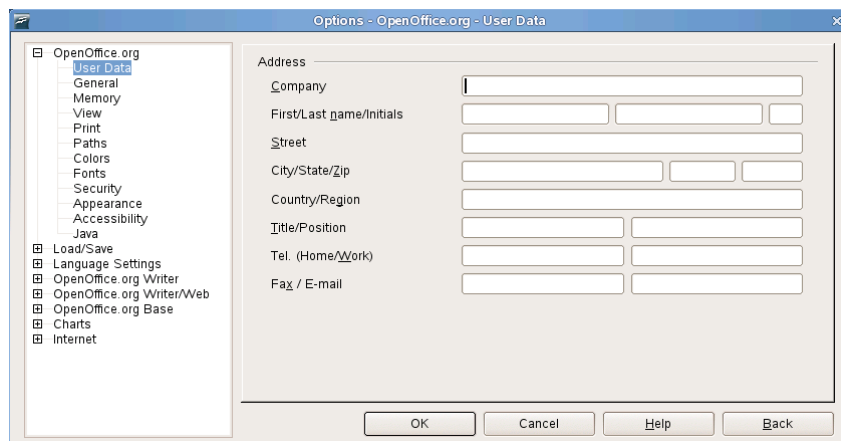 Options - OpenOffice.org - User Data
OpenOffice.org
User Data
General
Memory
View
Print
Paths
Colors
Fonts
Security
Appearance
Accessibility
Java
Load/Save
Language Settings
OpenOffice.org Writer
OpenOffice.org Writer/Web
OpenOffice.org Base
Charts
Internet
Address
Company
First/Last name/Initials
Street
City/State/Zip
Country/Region
Title/Position
Tel. (Home/Work)
Fax / E-mail
OK Cancel Help Back